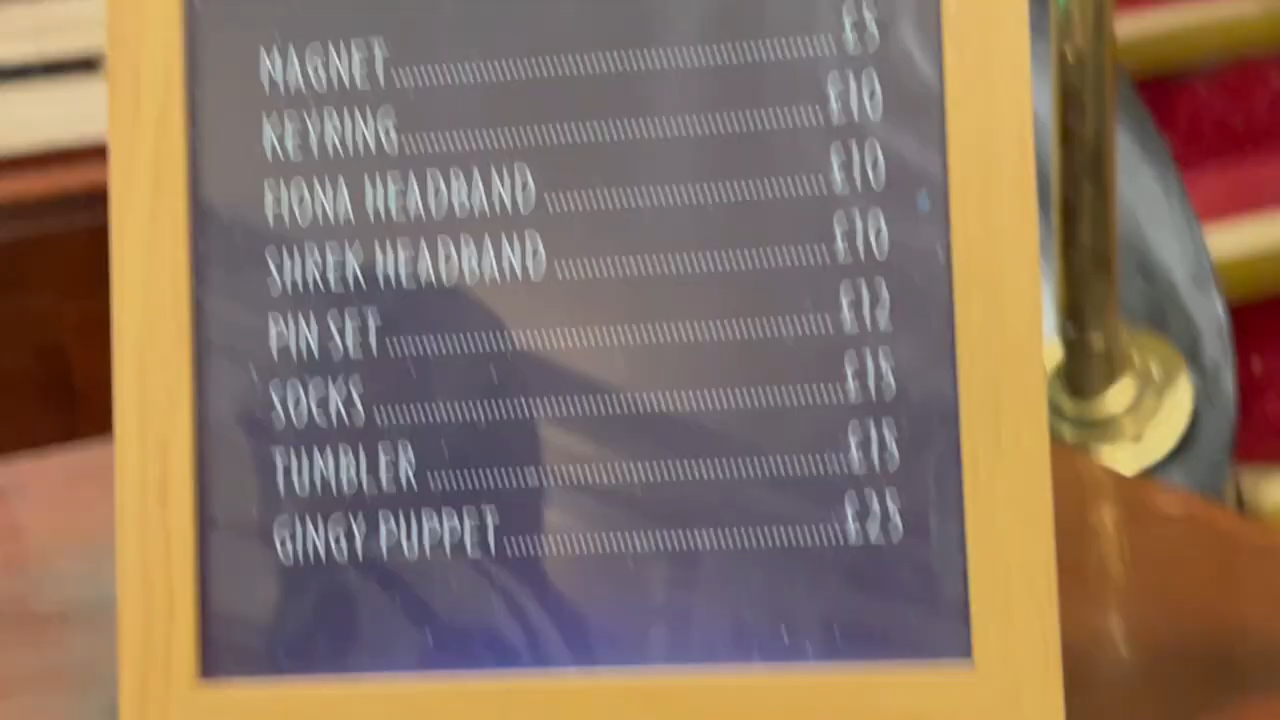 MAGNET £5
KEYRING £10
FIONA HEADBAND £10
SHREK HEADBAND £10
PIN SET £12
SOCKS £15
TUMBLER £15
GINGY PUPPET £25